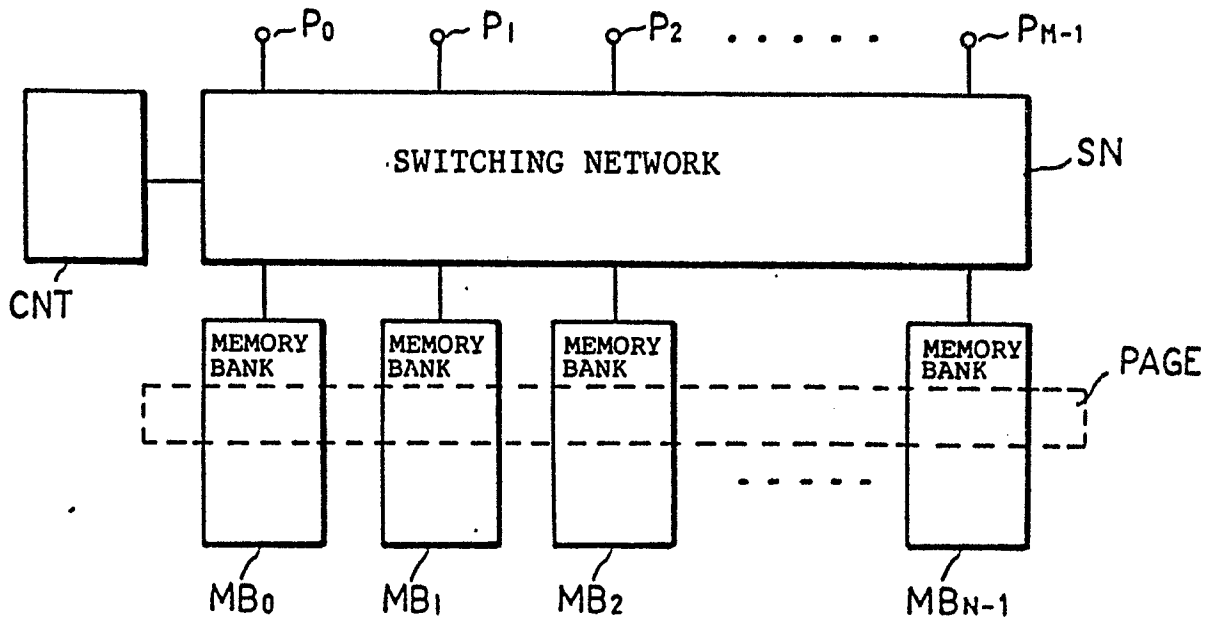 P0 P1 P2 ..... PM-1
SWITCHING NETWORK
SN
CNT
MEMORY BANK
MEMORY BANK
MEMORY BANK
MEMORY BANK
PAGE
.....
MB0 MB1 MB2 MBN-1